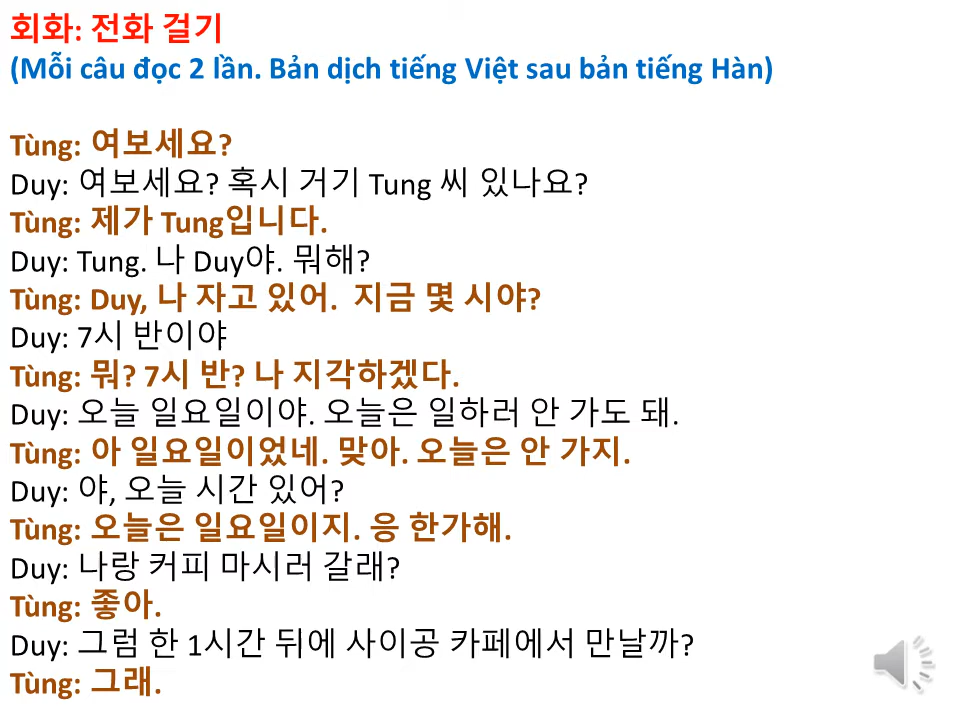 회화: 전화 걸기
(Mỗi câu đọc 2 lần. Bản dịch tiếng Việt sau bản tiếng Hàn)
Tùng: 여보세요?
Duy: 여보세요? 혹시 거기 Tung 씨 있나요?
Tùng: 제가 Tung입니다.
Duy: Tung. 나 Duy야. 뭐해?
Tùng: Duy, 나 자고 있어. 지금 몇 시야?
Duy: 7시 반이야
Tùng: 뭐? 7시 반? 나 지각하겠다.
Duy: 오늘 일요일이야. 오늘은 일하러 안 가도 돼.
Tùng: 아 일요일이었네. 맞아. 오늘은 안 가지.
Duy: 야, 오늘 시간 있어?
Tùng: 오늘은 일요일이지. 응 한가해.
Duy: 나랑 커피 마시러 갈래?
Tùng: 좋아.
Duy: 그럼 한 1시간 뒤에 사이공 카페에서 만날까?
Tùng: 그래.